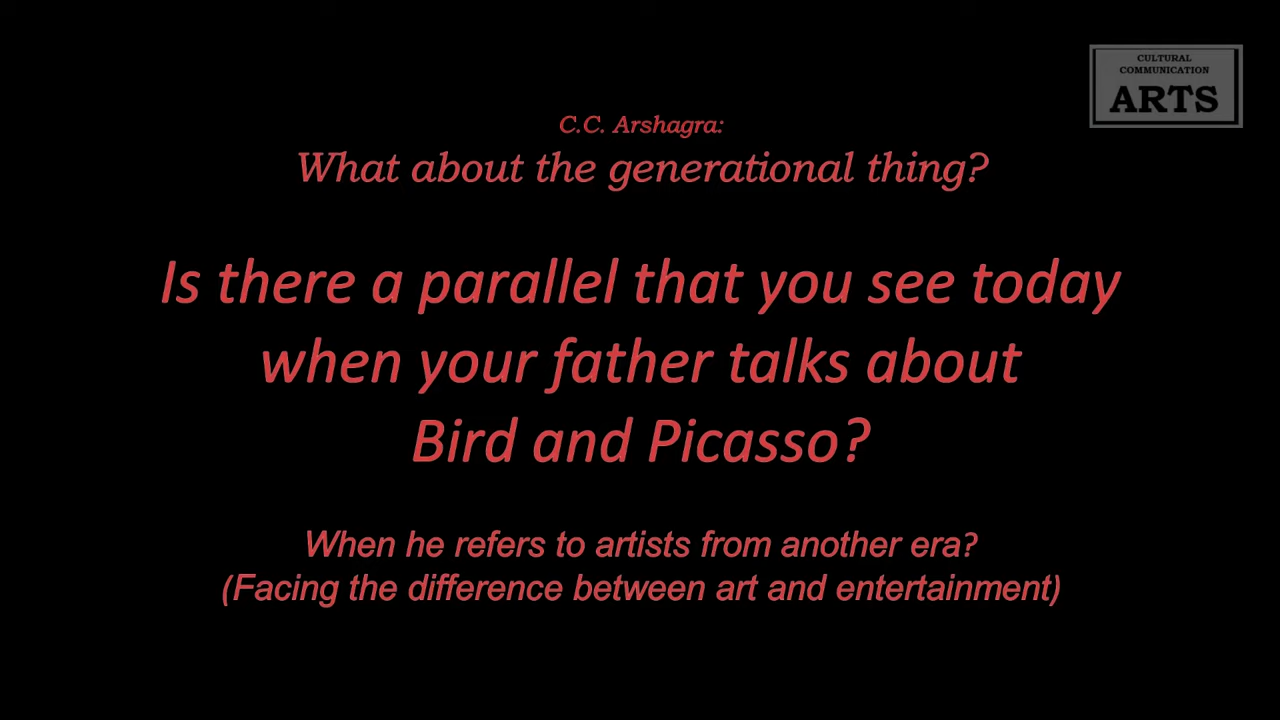 CULTURAL
COMMUNICATION
ARTS
C.C. Arshagra:
What about the generational thing?
Is there a parallel that you see today
when your father talks about
Bird and Picasso?
When he refers to artists from another era?
(Facing the difference between art and entertainment)